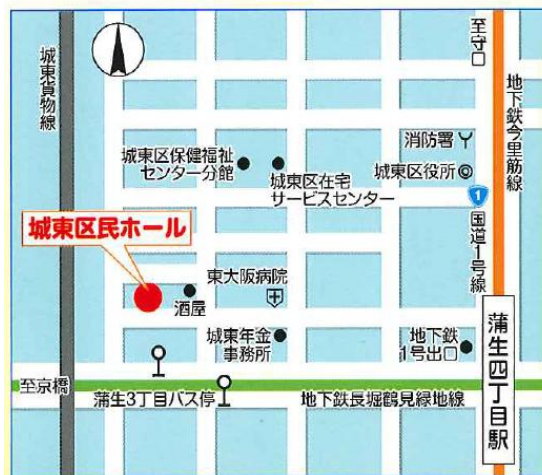 城東貨物線
至守口
地下鉄今里筋線
消防署
城東区役所
城東区保健福祉
センター分館
城東区在宅
サービスセンター
1
国道1号線
城東区民ホール
酒屋
東大阪病院
城東年金
事務所
地下鉄
1号出口
蒲生四丁目駅
至京橋
蒲生3丁目バス停
地下鉄長堀鶴見緑地線